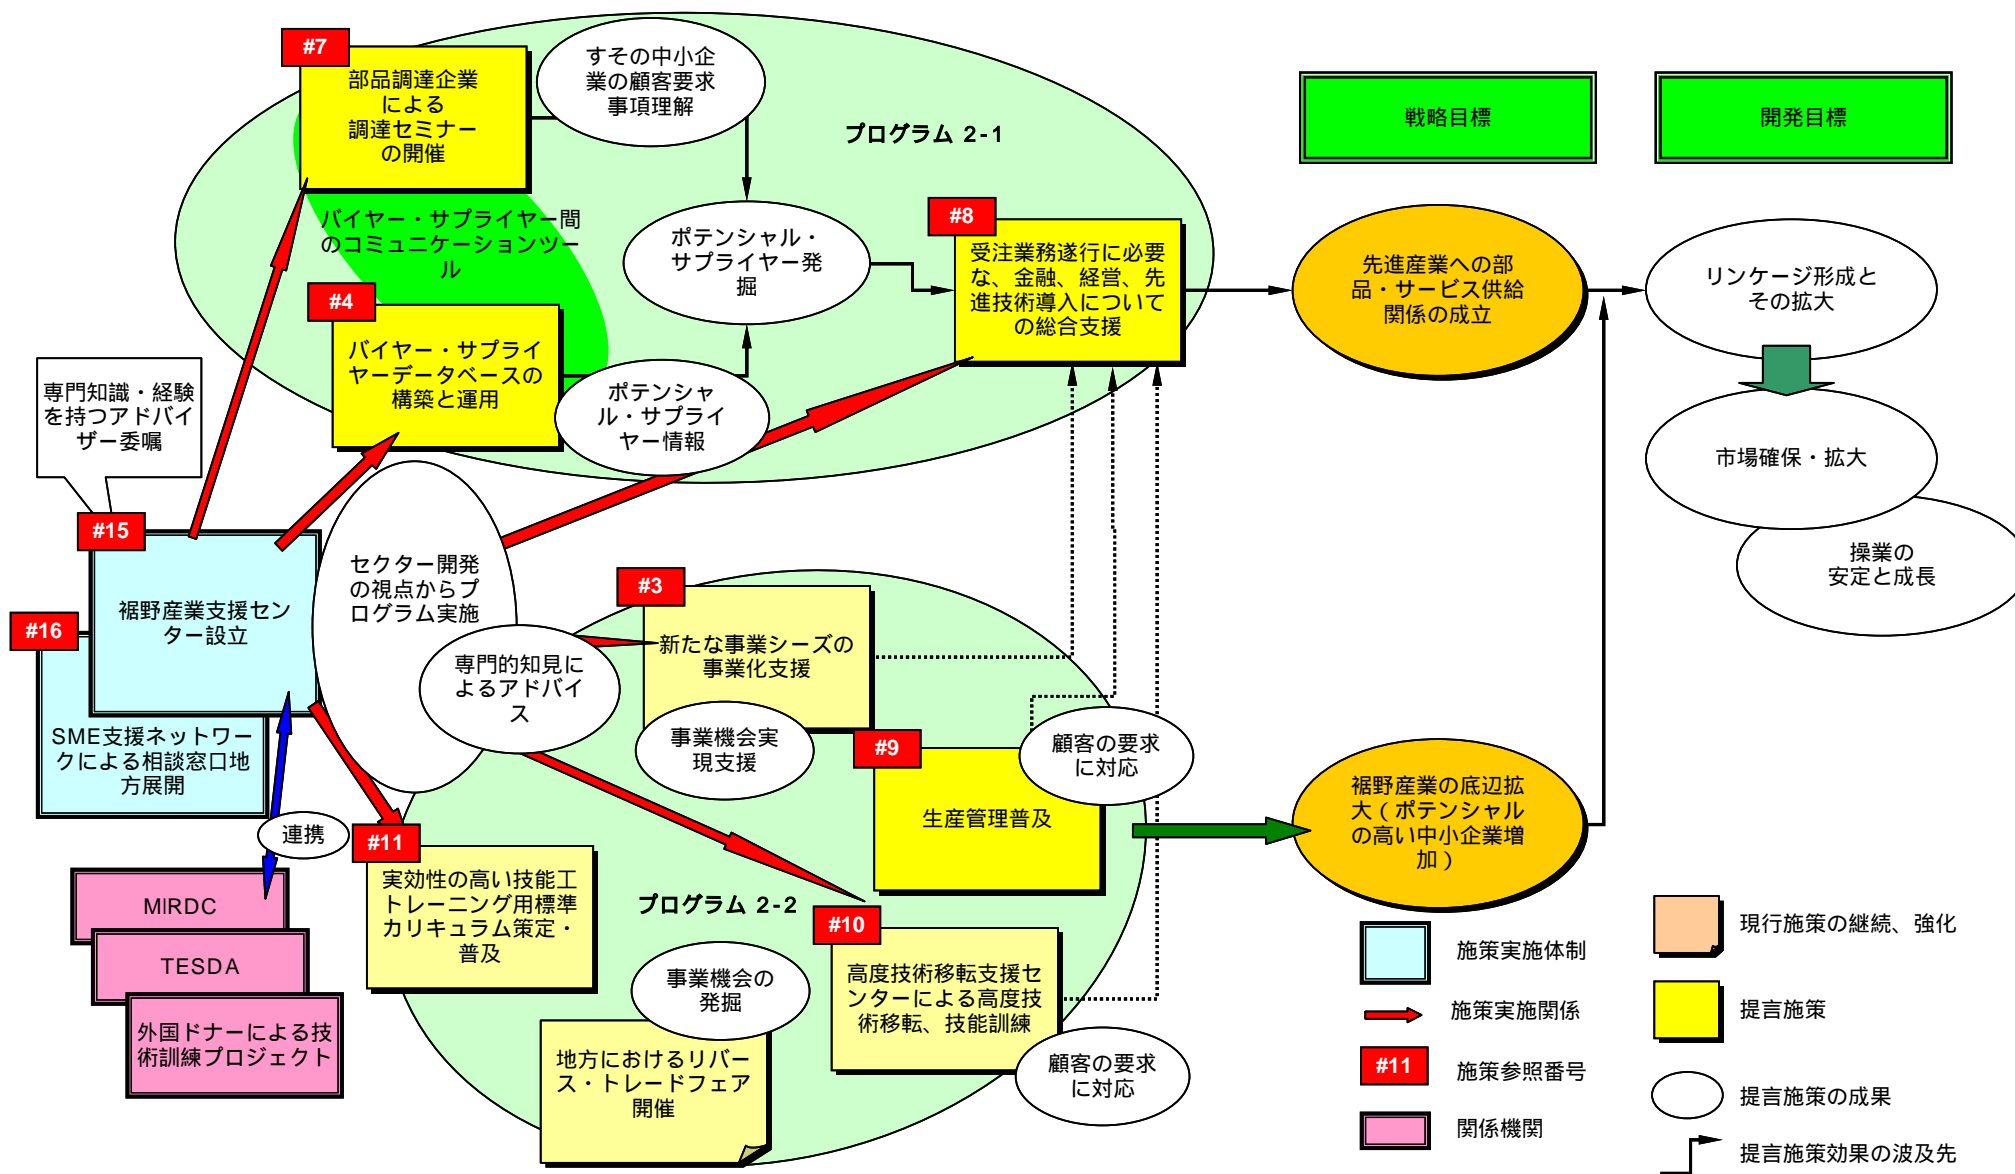 #7
部品調達企業
による
調達セミナー
の開催
すその中小企
業の顧客要求
事項理解
プログラム 2-1
戦略目標
開発目標
バイヤー・サプライヤー間
のコミュニケーションツー
ル
ポテンシャル・
サプライヤー発
掘
#8
受注業務遂行に必要
な、金融、経営、先
進技術導入について
の総合支援
先進産業への部
品・サービス供給
関係の成立
リンケージ形成と
その拡大
#4
バイヤー・サプライ
ヤーデータベースの
構築と運用
ポテンシャ
ル・サプライ
ヤー情報
専門知識・経験
を持つアドバイ
ザー委嘱
市場確保・拡大
操業の
安定と成長
#15
裾野産業支援セン
ター設立
セクター開発
の視点からプ
ログラム実施
#16
SME支援ネットワー
クによる相談窓口地
方展開
専門的知見に
よるアドバイ
ス
#3
新たな事業シーズの
事業化支援
事業機会実
現支援
#9
生産管理普及
顧客の要求
に対応
裾野産業の底辺拡
大（ポテンシャル
の高い中小企業増
加）
連携
#11
実効性の高い技能工
トレーニング用標準
カリキュラム策定・
普及
プログラム 2-2
#10
高度技術移転支援セ
ンターによる高度技
術移転、技能訓練
顧客の要求
に対応
事業機会の
発掘
地方におけるリバー
ス・トレードフェア
開催
MIRDC
TESDA
外国ドナーによる技
術訓練プロジェクト
施策実施体制
施策実施関係
#11
施策参照番号
関係機関
現行施策の継続、強化
提言施策
提言施策の成果
提言施策効果の波及先